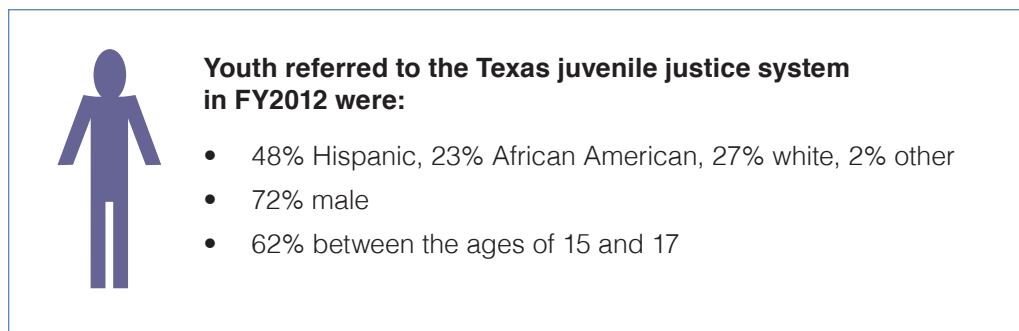 Youth referred to the Texas juvenile justice system
in FY2012 were:
• 48% Hispanic, 23% African American, 27% white, 2% other
• 72% male
• 62% between the ages of 15 and 17